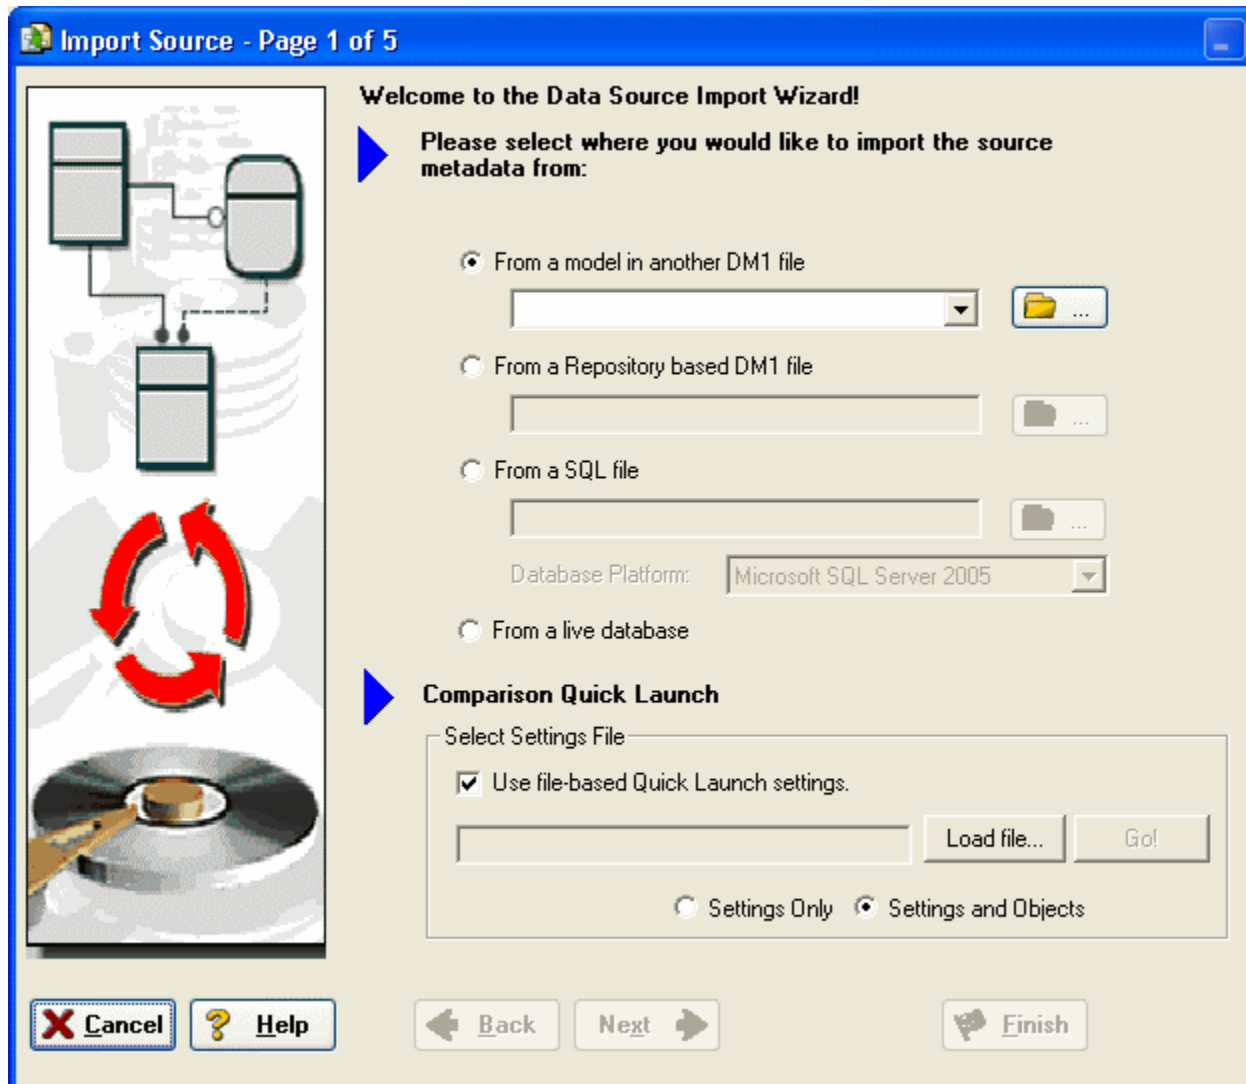 Import Source - Page 1 of 5
Welcome to the Data Source Import Wizard!
Please select where you would like to import the source
metadata from:
From a model in another DM1 file
...
From a Repository based DM1 file
...
From a SQL file
...
Database Platform: Microsoft SQL Server 2005
From a live database
Comparison Quick Launch
Select Settings File
Use file-based Quick Launch settings.
Load file... Go!
Settings Only Settings and Objects
Cancel ? Help Back Next Finish